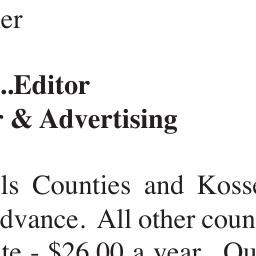 er
..Editor
r & Advertising
ls Counties and Koss
dvance. All other coun
te - $26.00 a year. Ou